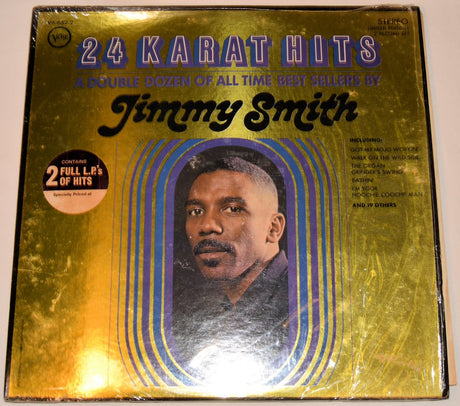 Verve
STEREO
24 KARAT HITS
A DOUBLE DOZEN OF ALL TIME BEST SELLERS BY
Jimmy Smith
CONTAINS
2 FULL L.P.'s
OF HITS
Specially Priced at
INCLUDING:
GOT MY MOJO WORKIN'
WALK ON THE WILD SIDE
THE ORGAN
GRINDER'S SWING
BASHIN'
I'M YOUR
HOOCHIE COOCHIE MAN
AND 19 OTHERS